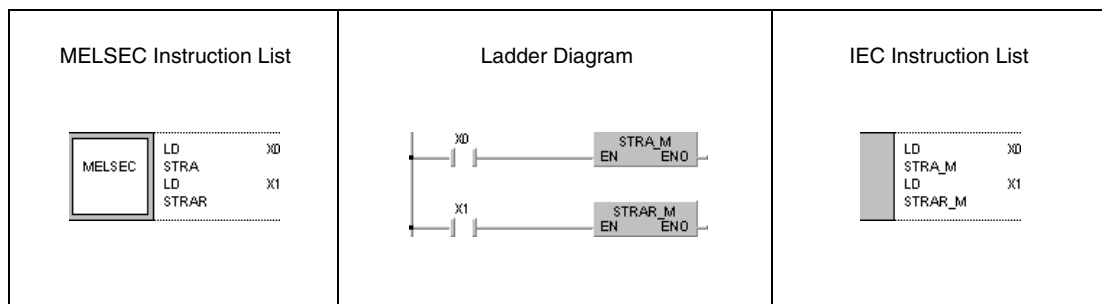 MELSEC Instruction List
MELSEC
LD X0
STRA
LD X1
STRAR
Ladder Diagram
X0
STRA_M
EN ENO
X1
STRAR_M
EN ENO
IEC Instruction List
LD X0
STRA_M
LD X1
STRAR_M